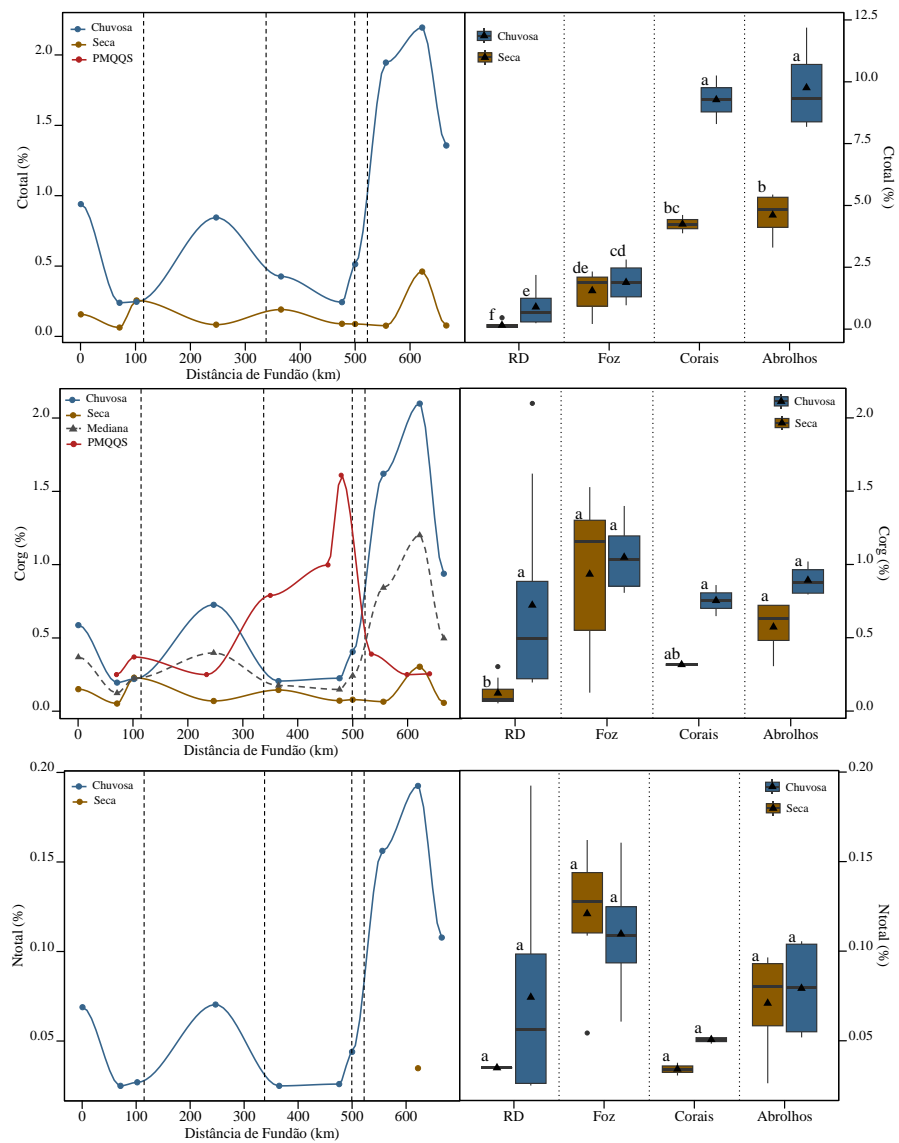 Chuvosa
Seca
PMQQS
2.0
1.5
1.0
0.5
0.0
Ctotal (%)
0 100 200 300 400 500 600
Distância de Fundão (km)
Chuvosa
Seca
f e de cd bc a b a
12.5
10.0
7.5
5.0
2.5
0.0
Ctotal (%)
RD Foz Corais Abrolhos
Chuvosa
Seca
Mediana
PMQQS
2.0
1.5
1.0
0.5
0.0
Corg (%)
0 100 200 300 400 500 600
Distância de Fundão (km)
Chuvosa
Seca
b a a a ab a a a
2.0
1.5
1.0
0.5
0.0
Corg (%)
RD Foz Corais Abrolhos
Chuvosa
Seca
0.20
0.15
0.10
0.05
Ntotal (%)
0 100 200 300 400 500 600
Distância de Fundão (km)
Chuvosa
Seca
a a a a a a a a
0.20
0.15
0.10
0.05
Ntotal (%)
RD Foz Corais Abrolhos